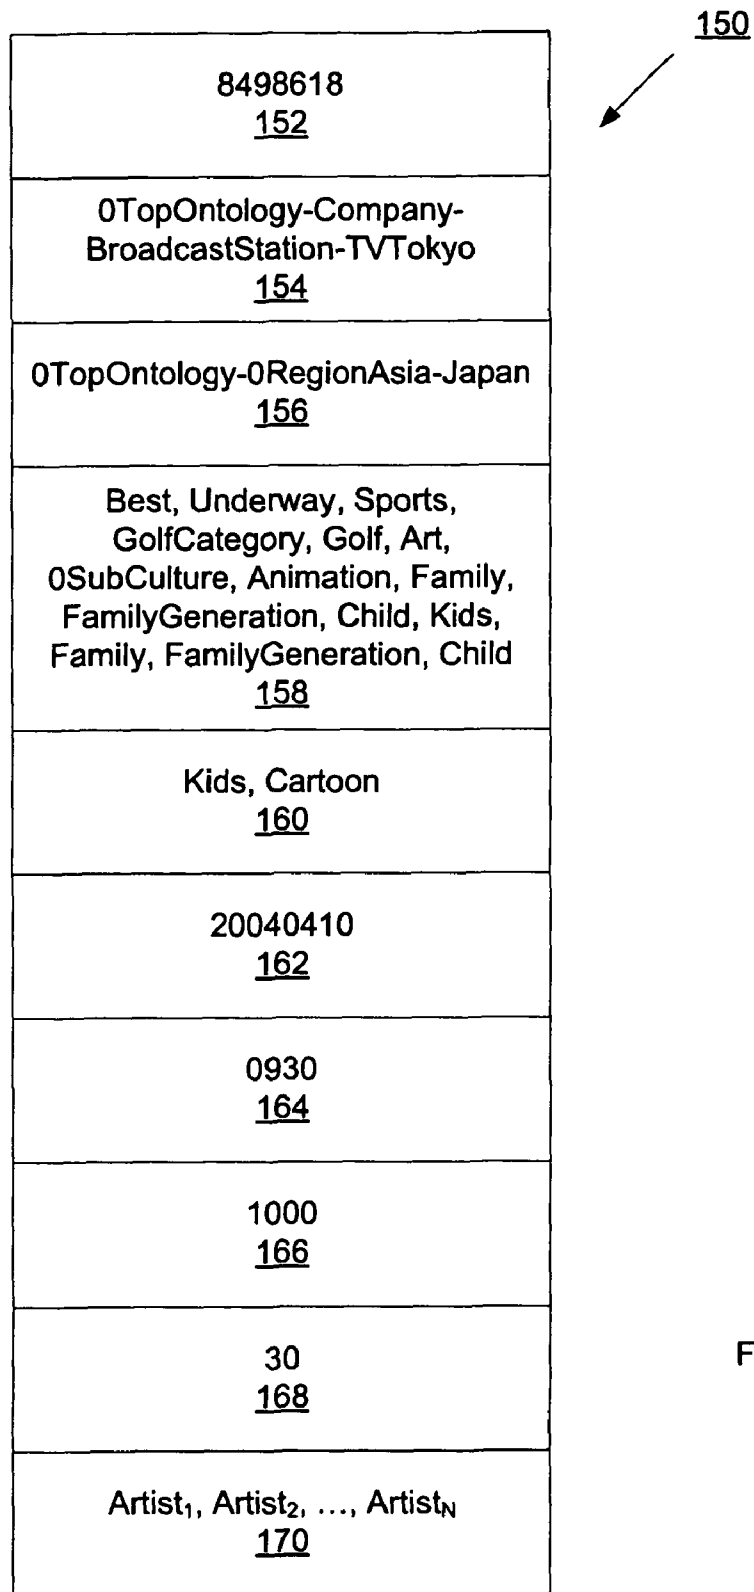 150
8498618
152
0TopOntology-Company-
BroadcastStation-TVTokyo
154
0TopOntology-0RegionAsia-Japan
156
Best, Underway, Sports,
GolfCategory, Golf, Art,
0SubCulture, Animation, Family,
FamilyGeneration, Child, Kids,
Family, FamilyGeneration, Child
158
Kids, Cartoon
160
20040410
162
0930
164
1000
166
30
168
F
Artist₁, Artist₂, ..., Artist_N
170